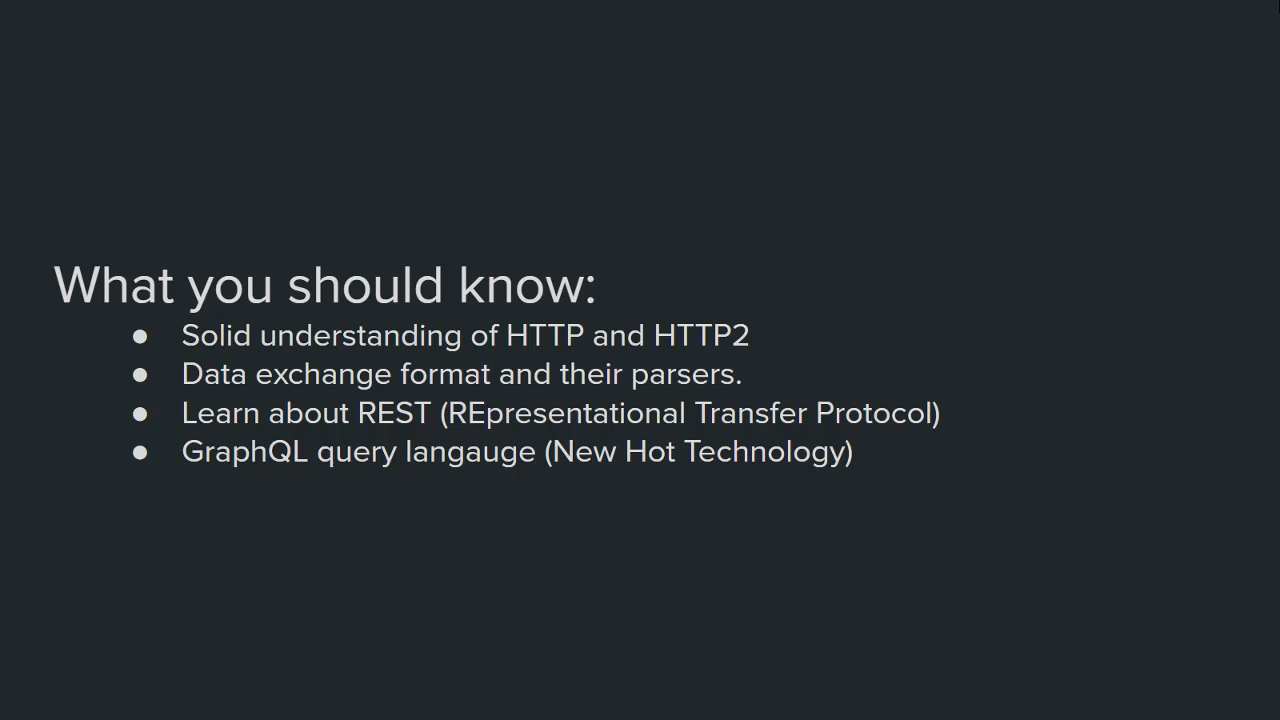 What you should know:
● Solid understanding of HTTP and HTTP2
● Data exchange format and their parsers.
● Learn about REST (REpresentational Transfer Protocol)
● GraphQL query langauge (New Hot Technology)